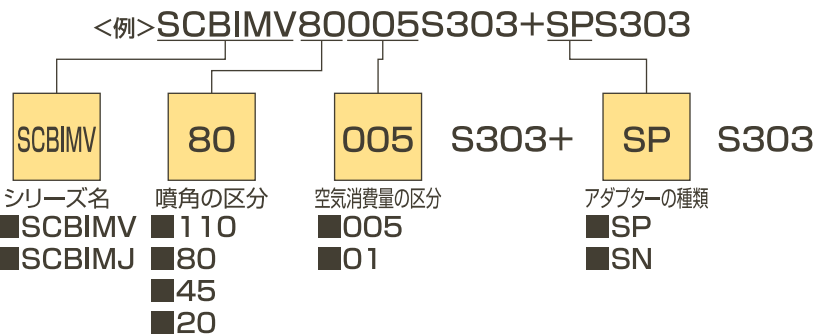 <例>SCBIMV80005S303+SPS303
SCBIMV 80 005 S303+ SP S303
シリーズ名 噴角の区分 空気消費量の区分 アダプターの種類
■SCBIMV ■110 ■005 ■SP
■SCBIMJ ■80 ■01 ■SN
■45
■20